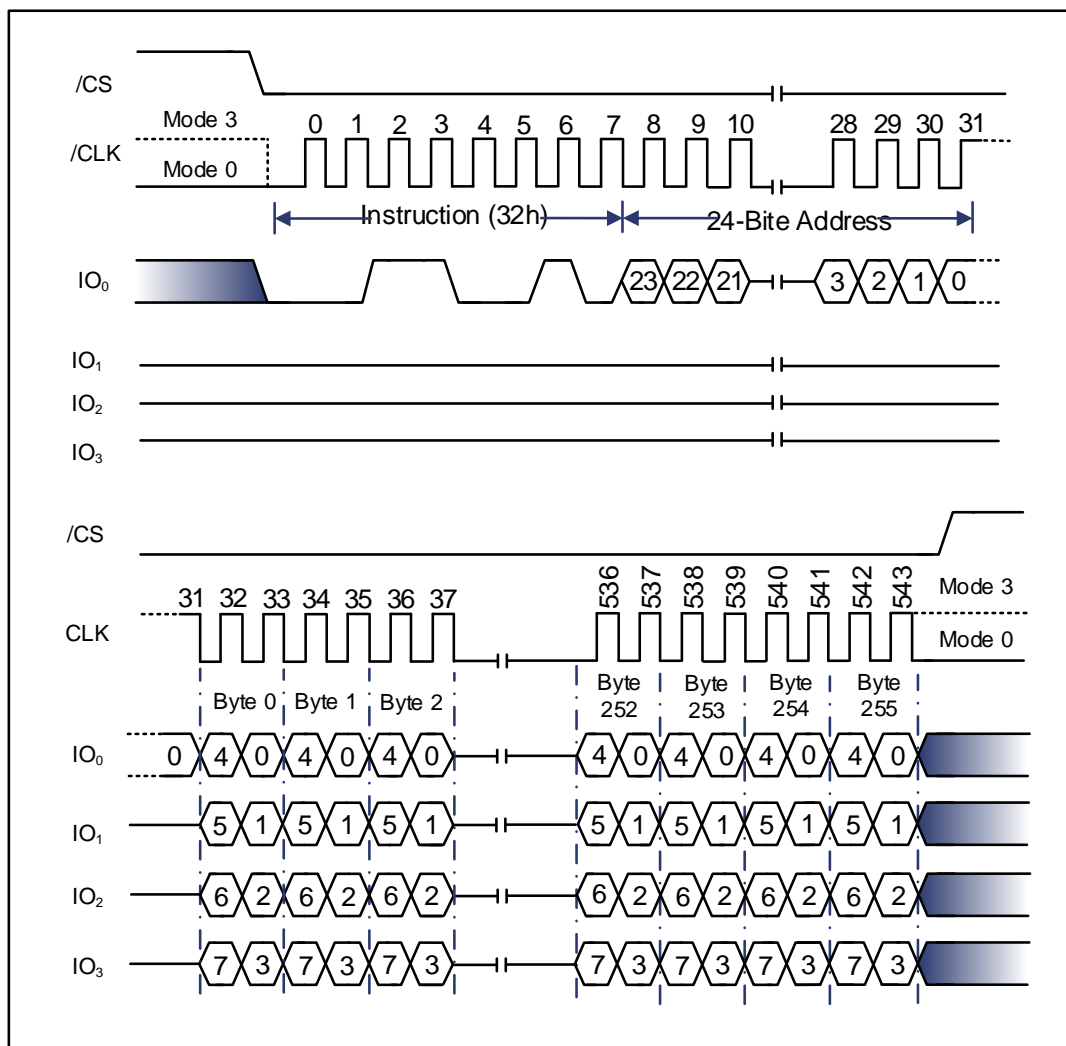 /CS
Mode 3
0 1 2 3 4 5 6 7 8 9 10 28 29 30 31
/CLK
Mode 0
Instruction (32h)
24-Bite Address
IO0
23 22 21 3 2 1 0
IO1
IO2
IO3
/CS
31 32 33 34 35 36 37 536 537 538 539 540 541 542 543
Mode 3
CLK
Mode 0
Byte 0 Byte 1 Byte 2
Byte 252
Byte 253
Byte 254
Byte 255
IO0
0 4 0 4 0 4 0 4 0 4 0 4 0 4 0
IO1
5 1 5 1 5 1 5 1 5 1 5 1 5 1
IO2
6 2 6 2 6 2 6 2 6 2 6 2 6 2
IO3
7 3 7 3 7 3 7 3 7 3 7 3 7 3